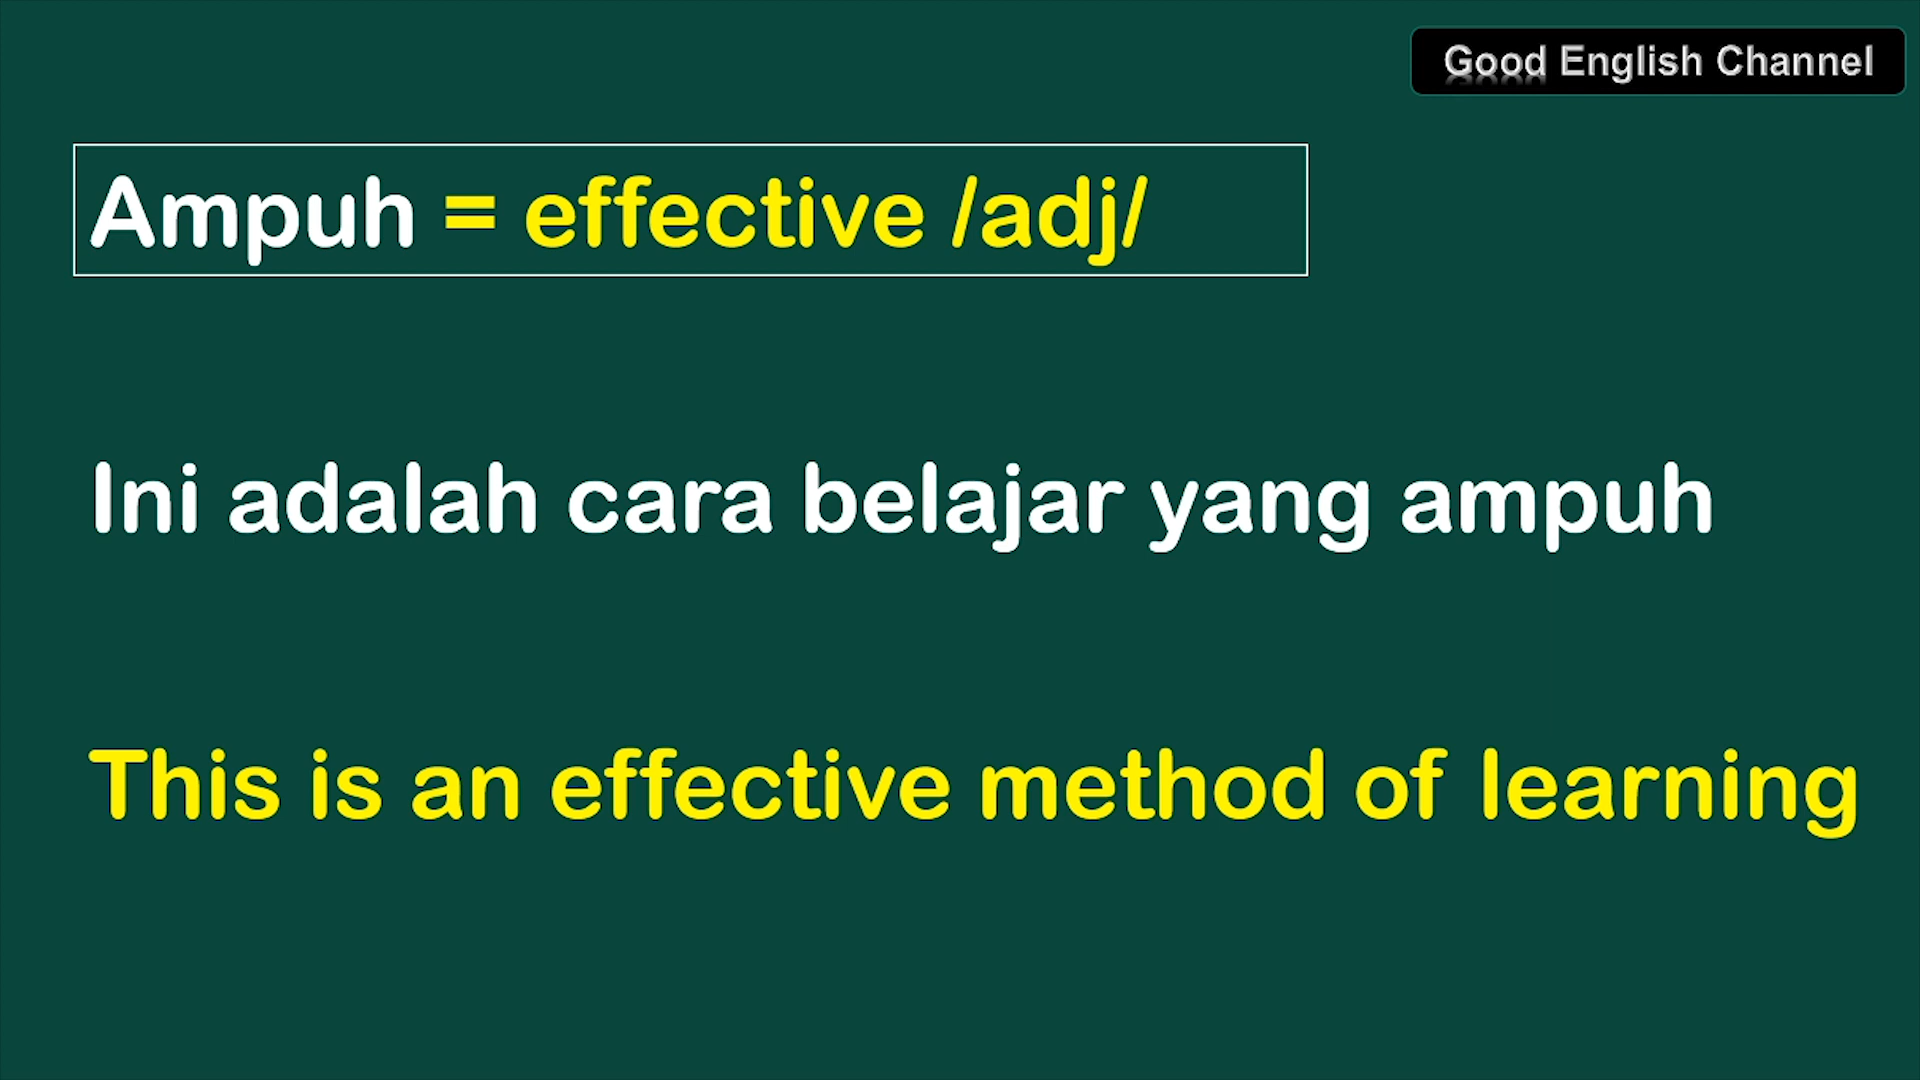 Good English Channel
Ampuh = effective /adj/
Ini adalah cara belajar yang ampuh
This is an effective method of learning